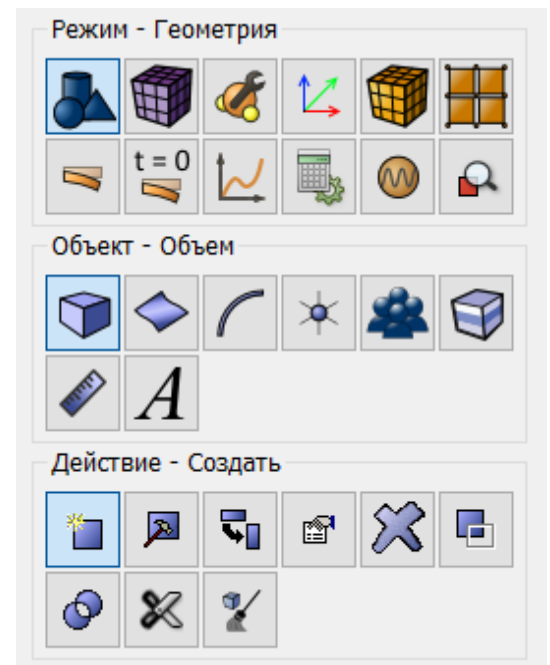 Режим - Геометрия
t = 0
Объект - Объем
A
Действие - Создать